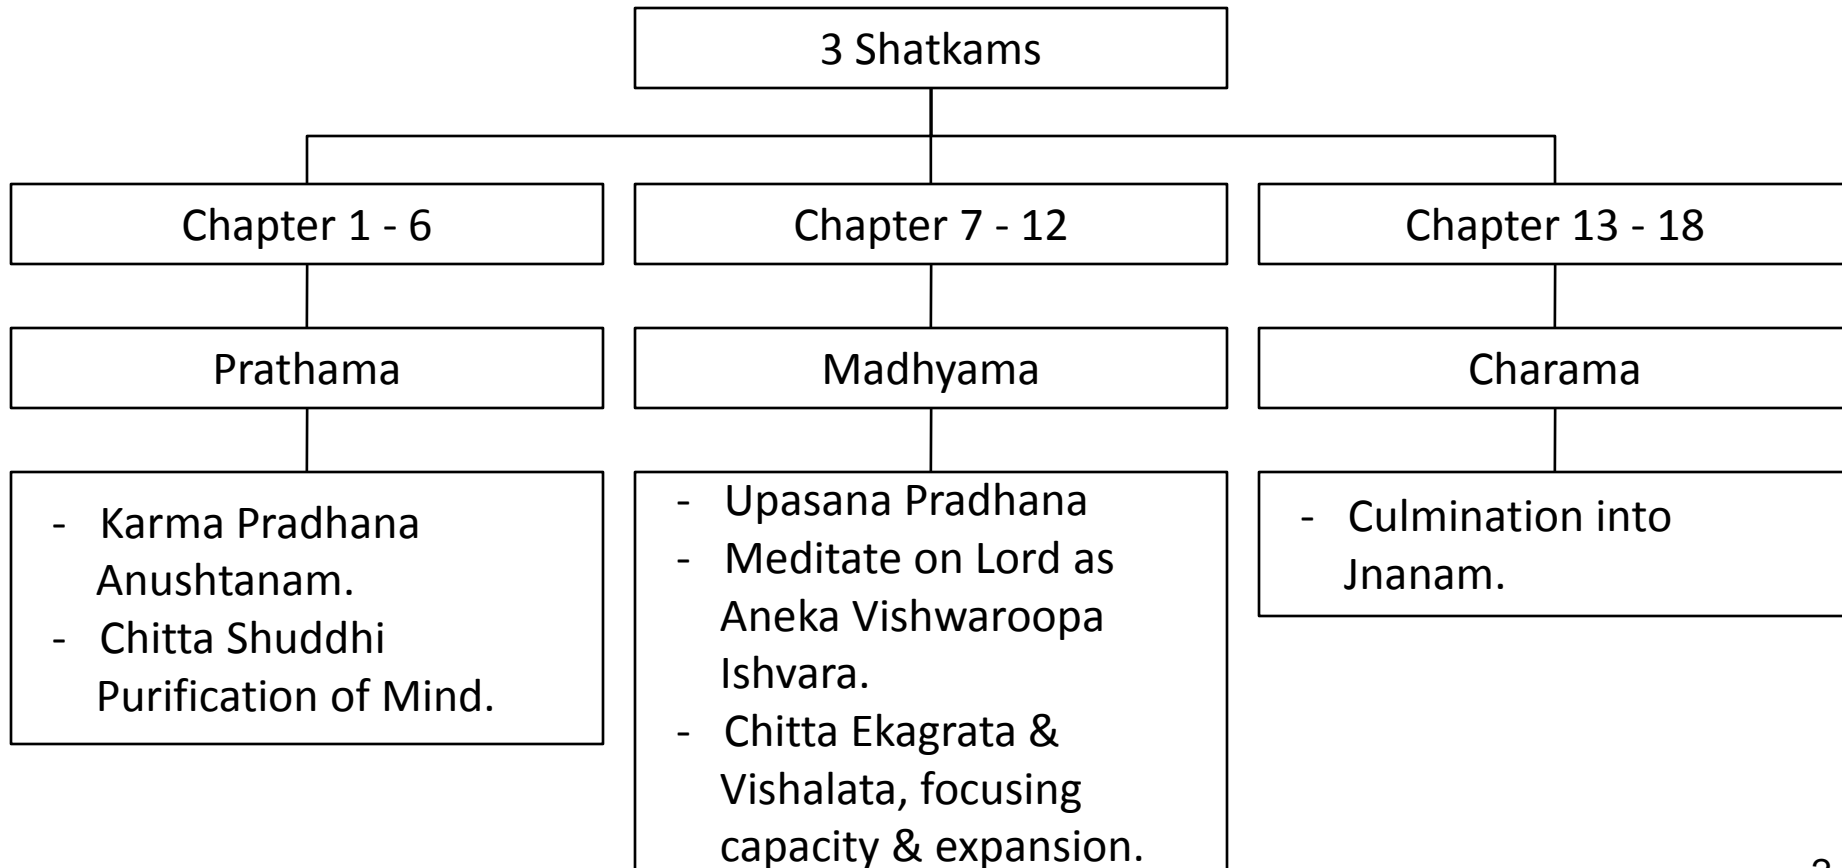 3 Shatkams
Chapter 1 - 6
Chapter 7 - 12
Chapter 13 - 18
Prathama
Madhyama
Charama
- Karma Pradhana
Anushtanam.
- Chitta Shuddhi
Purification of Mind.
- Upasana Pradhana
- Meditate on Lord as
Aneka Vishwaroopa
Ishvara.
- Chitta Ekagrata &
Vishalata, focusing
capacity & expansion.
- Culmination into
Jnanam.